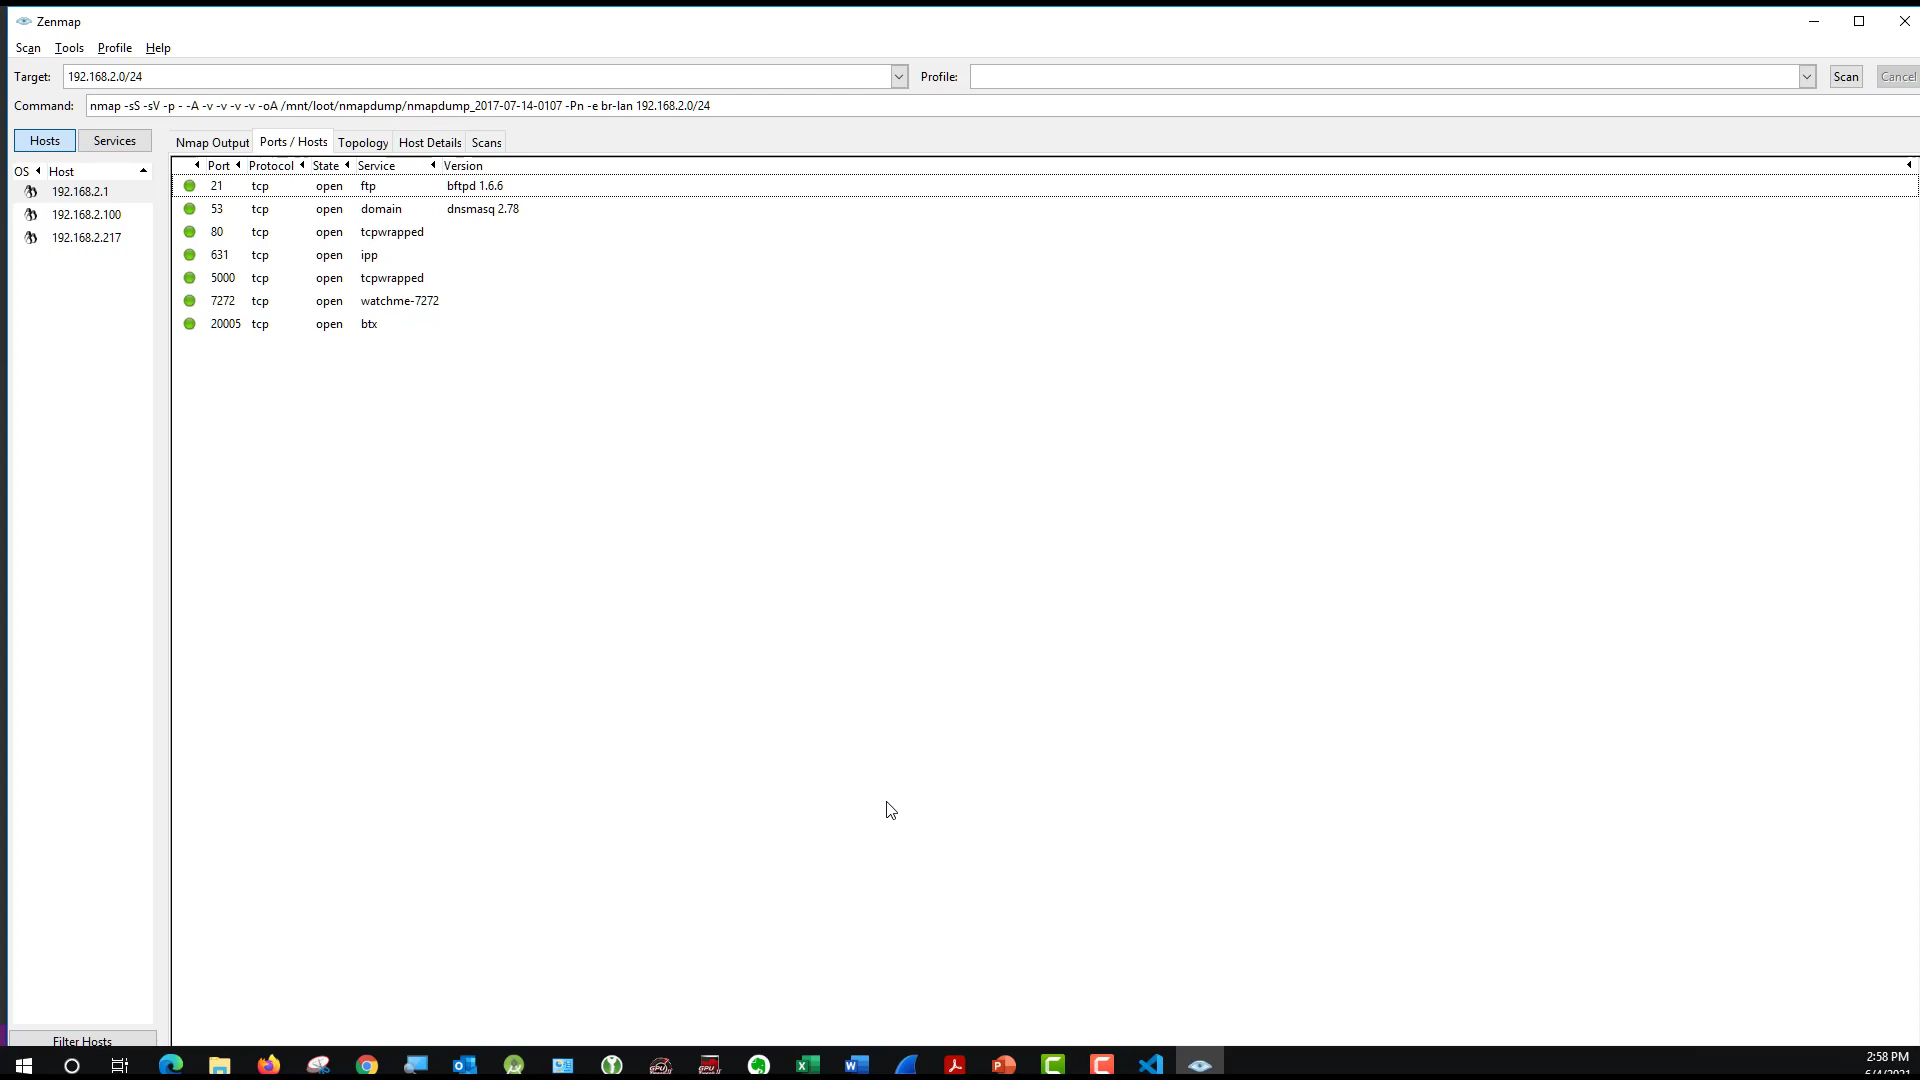 Zenmap
Scan Tools Profile Help
Target: 192.168.2.0/24 Profile: Scan Cancel
Command: nmap -sS -sV -p - -A -v -v -v -v -oA /mnt/loot/nmapdump/nmapdump_2017-07-14-0107 -Pn -e br-lan 192.168.2.0/24
Hosts Services Nmap Output Ports / Hosts Topology Host Details Scans
OS Host
192.168.2.1
192.168.2.100
192.168.2.217
Port Protocol State Service Version
21 tcp open ftp bftpd 1.6.6
53 tcp open domain dnsmasq 2.78
80 tcp open tcpwrapped
631 tcp open ipp
5000 tcp open tcpwrapped
7272 tcp open watchme-7272
20005 tcp open btx
Filter Hosts
2:58 PM
6/4/2021